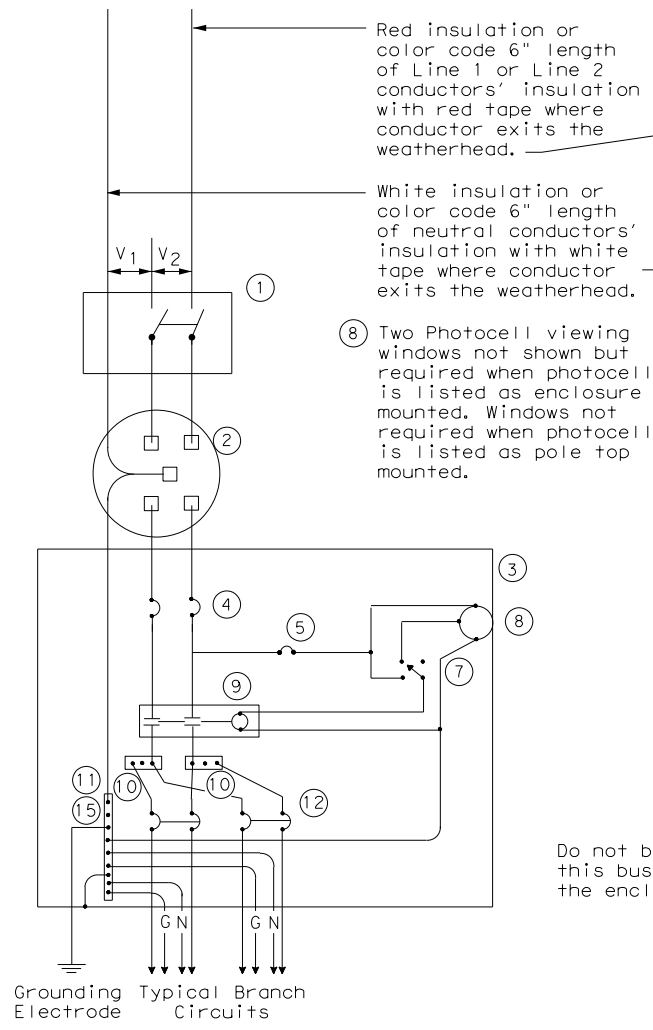 Red insulation or
color code 6" length
of Line 1 or Line 2
conductors' insulation
with red tape where
conductor exits the
weatherhead.
White insulation or
color code 6" length
of neutral conductors'
insulation with white
tape where conductor
exits the weatherhead.
V1 V2
1
8 Two Photocell viewing
windows not shown but
required when photocell
is listed as enclosure
mounted. Windows not
required when photocell
is listed as pole top
mounted.
2
3
4
5
8
7
9
11
10
10
15
12
Do not b
this bus
the encl
G N
G N
Grounding
Electrode
Typical Branch
Circuits